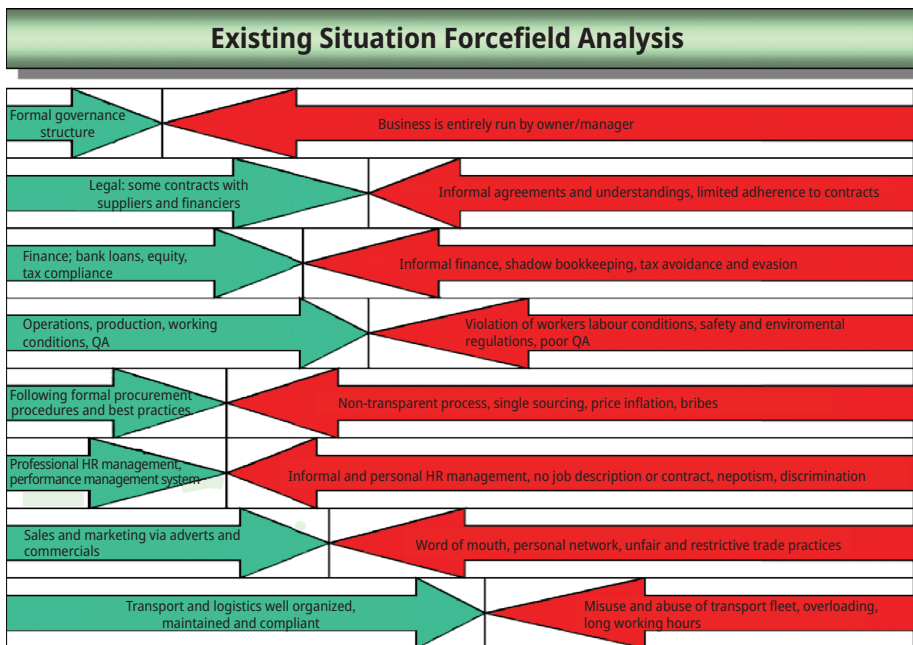 Existing Situation Forcefield Analysis
Formal governance
structure
Business is entirely run by owner/manager
Legal: some contracts with
suppliers and financiers
Informal agreements and understandings, limited adherence to contracts
Finance; bank loans, equity,
tax compliance
Informal finance, shadow bookkeeping, tax avoidance and evasion
Operations, production, working
conditions, QA
Violation of workers labour conditions, safety and enviromental
regulations, poor QA
Following formal procurement
procedures and best practices.
Non-transparent process, single sourcing, price inflation, bribes
Professional HR management,
performance management system
Informal and personal HR management, no job description or contract, nepotism, discrimination
Sales and marketing via adverts and
commercials
Word of mouth, personal network, unfair and restrictive trade practices
Transport and logistics well organized,
maintained and compliant
Misuse and abuse of transport fleet, overloading,
long working hours